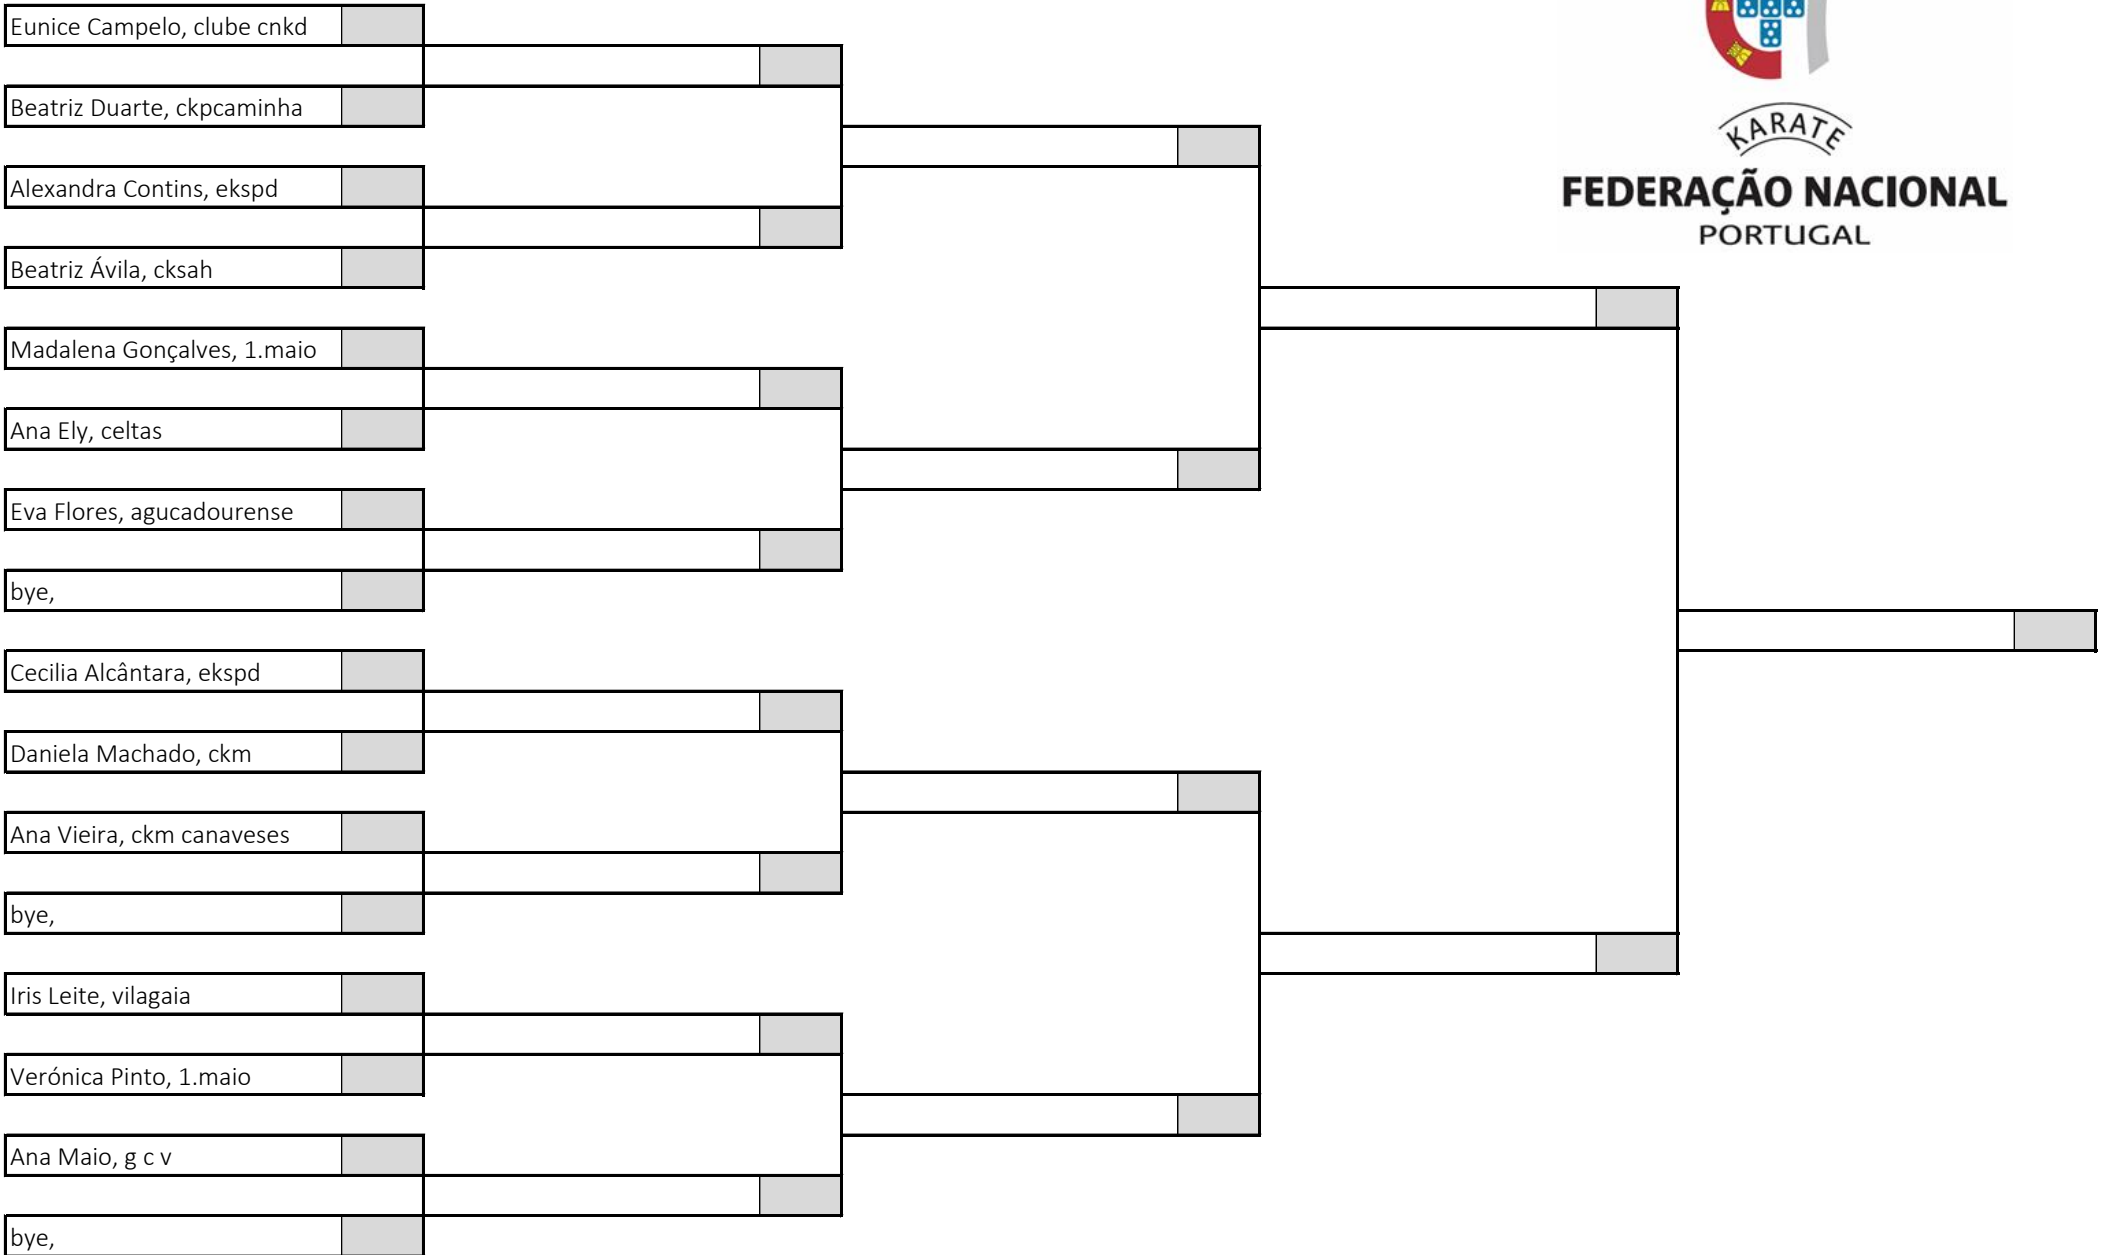 Eunice Campelo, clube cnkd
Beatriz Duarte, ckpcaminha
KARATE
Alexandra Contins, ekspd
FEDERAÇÃO NACIONAL
PORTUGAL
Beatriz Ávila, cksah
Madalena Gonçalves, 1.maio
Ana Ely, celtas
Eva Flores, agucadourense
bye,
Cecilia Alcântara, ekspd
Daniela Machado, ckm
Ana Vieira, ckm canaveses
bye,
Iris Leite, vilagaia
Verónica Pinto, 1.maio
Ana Maio, g c v
bye,